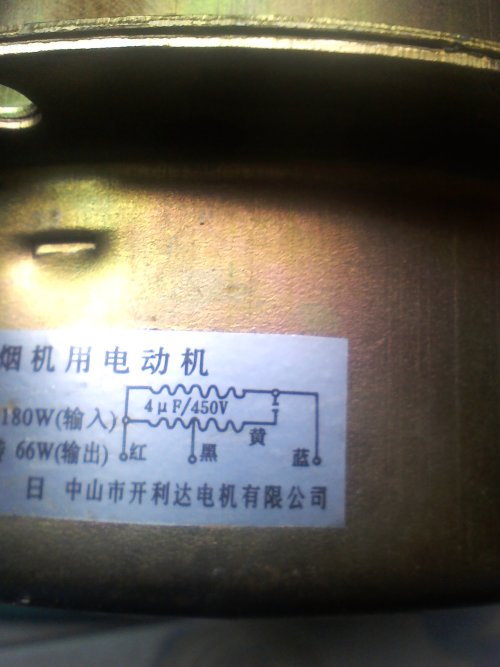 烟机用电动机
180W(输入)
4μF/450V
黄
66W(输出)
红
黑
蓝
日 中山市开利达电机有限公司